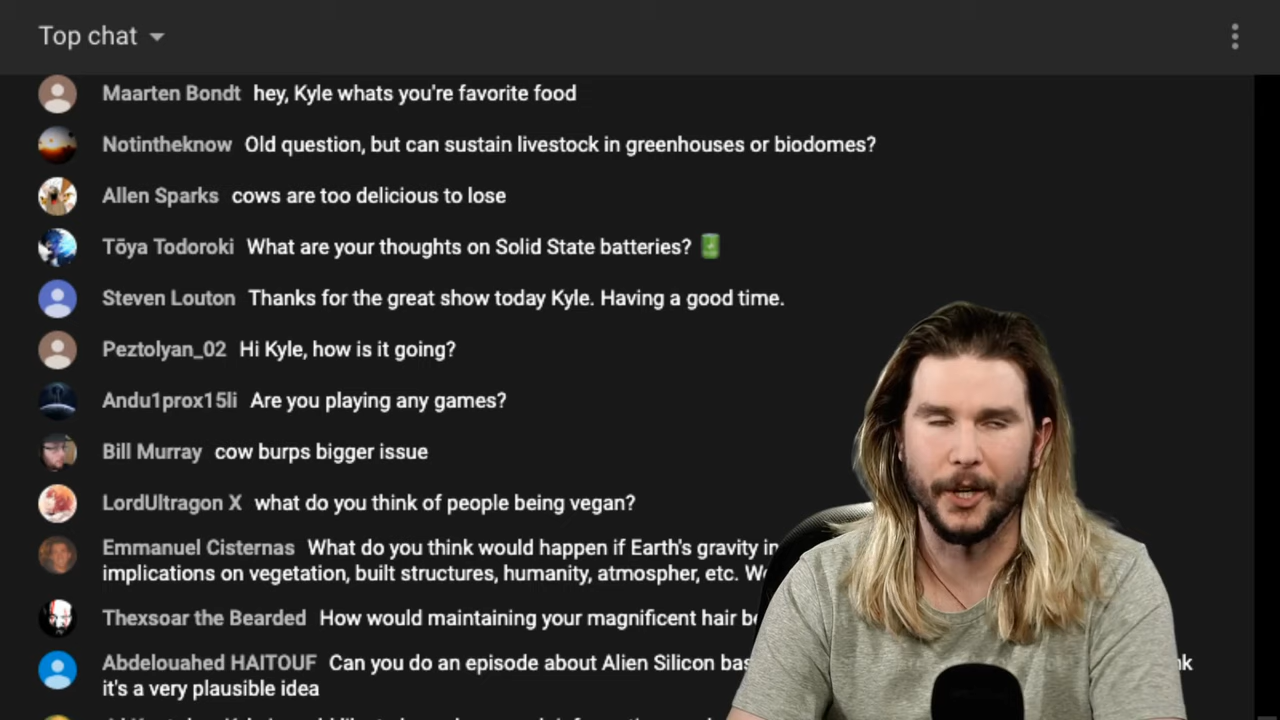 Top chat
Maarten Bondt hey, Kyle whats you're favorite food
Notintheknow Old question, but can sustain livestock in greenhouses or biodomes?
Allen Sparks cows are too delicious to lose
Tōya Todoroki What are your thoughts on Solid State batteries?
Steven Louton Thanks for the great show today Kyle. Having a good time.
Peztolyan_02 Hi Kyle, how is it going?
Andu1prox15li Are you playing any games?
Bill Murray cow burps bigger issue
LordUltragon X what do you think of people being vegan?
Emmanuel Cisternas What do you think would happen if Earth's gravity
implications on vegetation, built structures, humanity, atmospher, etc.
Thexsoar the Bearded How would maintaining your magnificent hair
Abdelouahed HAITOUF Can you do an episode about Alien Silicon
it's a very plausible idea